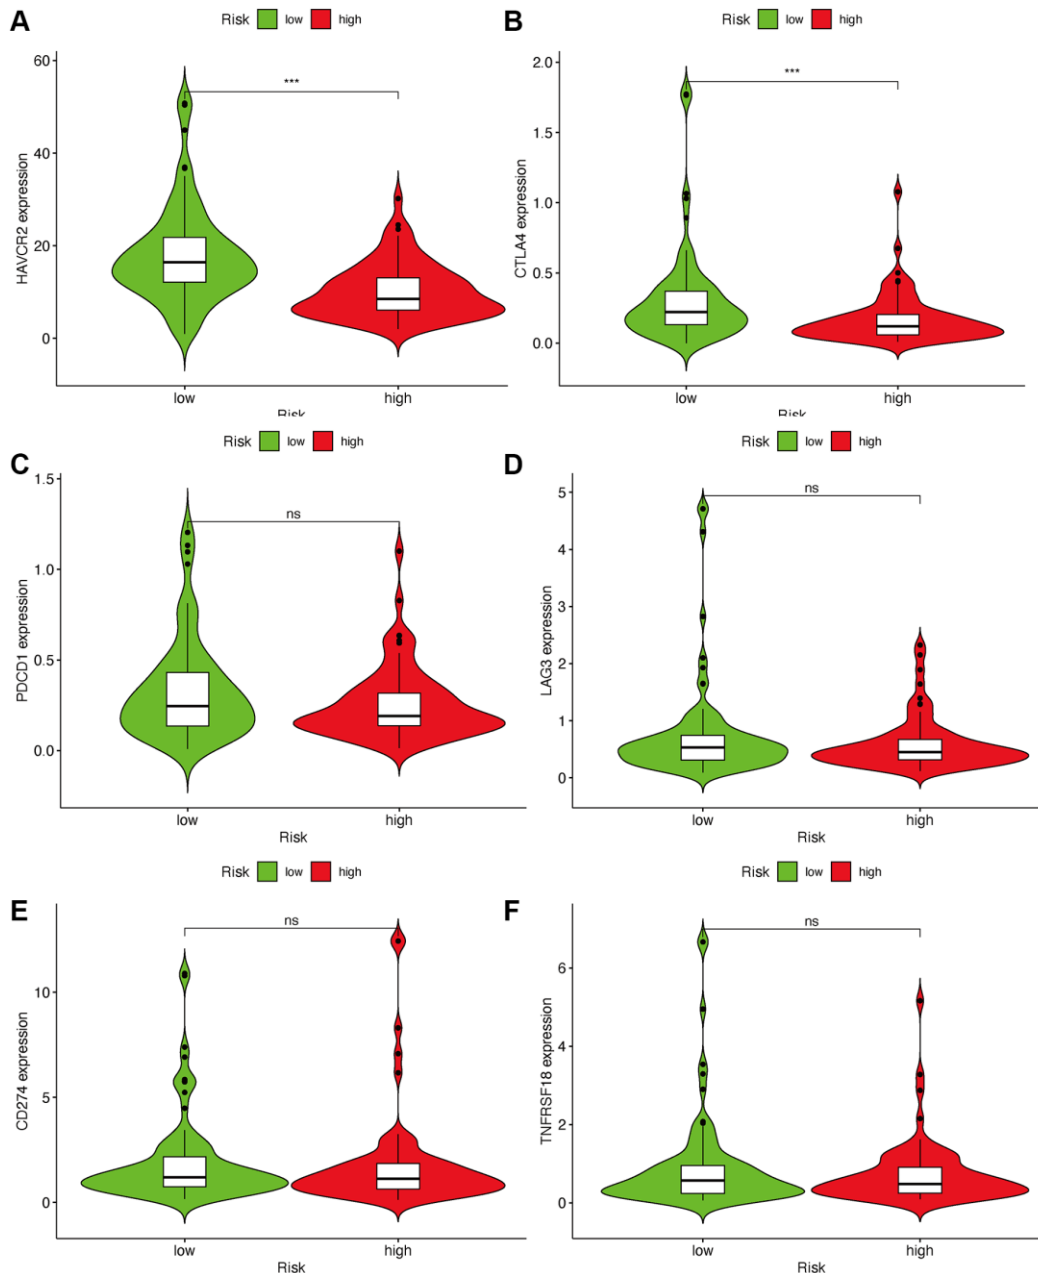 A
Risk low high
HAVCR2 expression
60
40
20
0
***
low high
Risk
B
Risk low high
CTLA4 expression
2.0
1.5
1.0
0.5
0.0
***
low high
Risk
C
Risk low high
PDCD1 expression
1.5
1.0
0.5
0.0
ns
low high
Risk
D
Risk low high
LAG3 expression
5
4
3
2
1
0
ns
low high
Risk
E
Risk low high
CD274 expression
10
5
0
ns
low high
Risk
F
Risk low high
TNFRSF18 expression
6
4
2
0
ns
low high
Risk